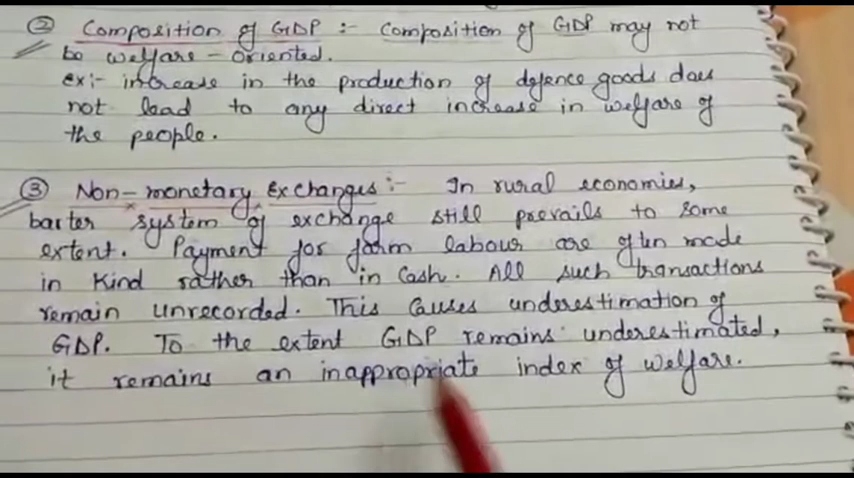 ② Composition of GDP :- Composition of GDP may not
be welfare-oriented.
ex:- increase in the production of defence goods does
not lead to any direct increase in welfare of
the people.
③ Non-monetary Exchanges:- In rural economies,
barter system of exchange still prevails to some
extent. Payment for farm labour are often made
in Kind rather than in Cash. All such transactions
remain unrecorded. This Causes underestimation of
GDP. To the extent GDP remains underestimated,
it remains an inappropriate index of welfare.